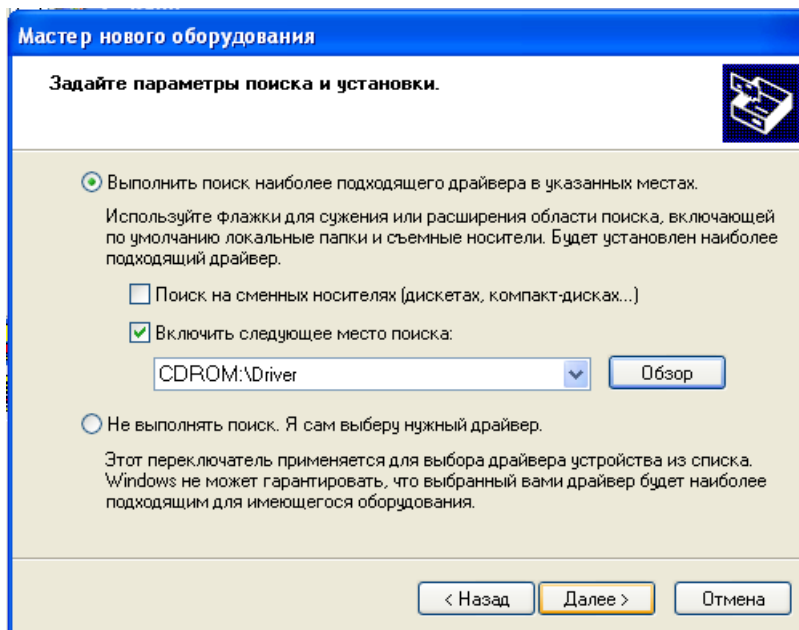 Мастер нового оборудования
Задайте параметры поиска и установки.
Выполнить поиск наиболее подходящего драйвера в указанных местах.
Используйте флажки для сужения или расширения области поиска, включающей
по умолчанию локальные папки и съемные носители. Будет установлен наиболее
подходящий драйвер.
Поиск на сменных носителях (дискетах, компакт-дисках...)
Включить следующее место поиска:
CDROM:\Driver
Обзор
Не выполнять поиск. Я сам выберу нужный драйвер.
Этот переключатель применяется для выбора драйвера устройства из списка.
Windows не может гарантировать, что выбранный вами драйвер будет наиболее
подходящим для имеющегося оборудования.
< Назад Далее > Отмена